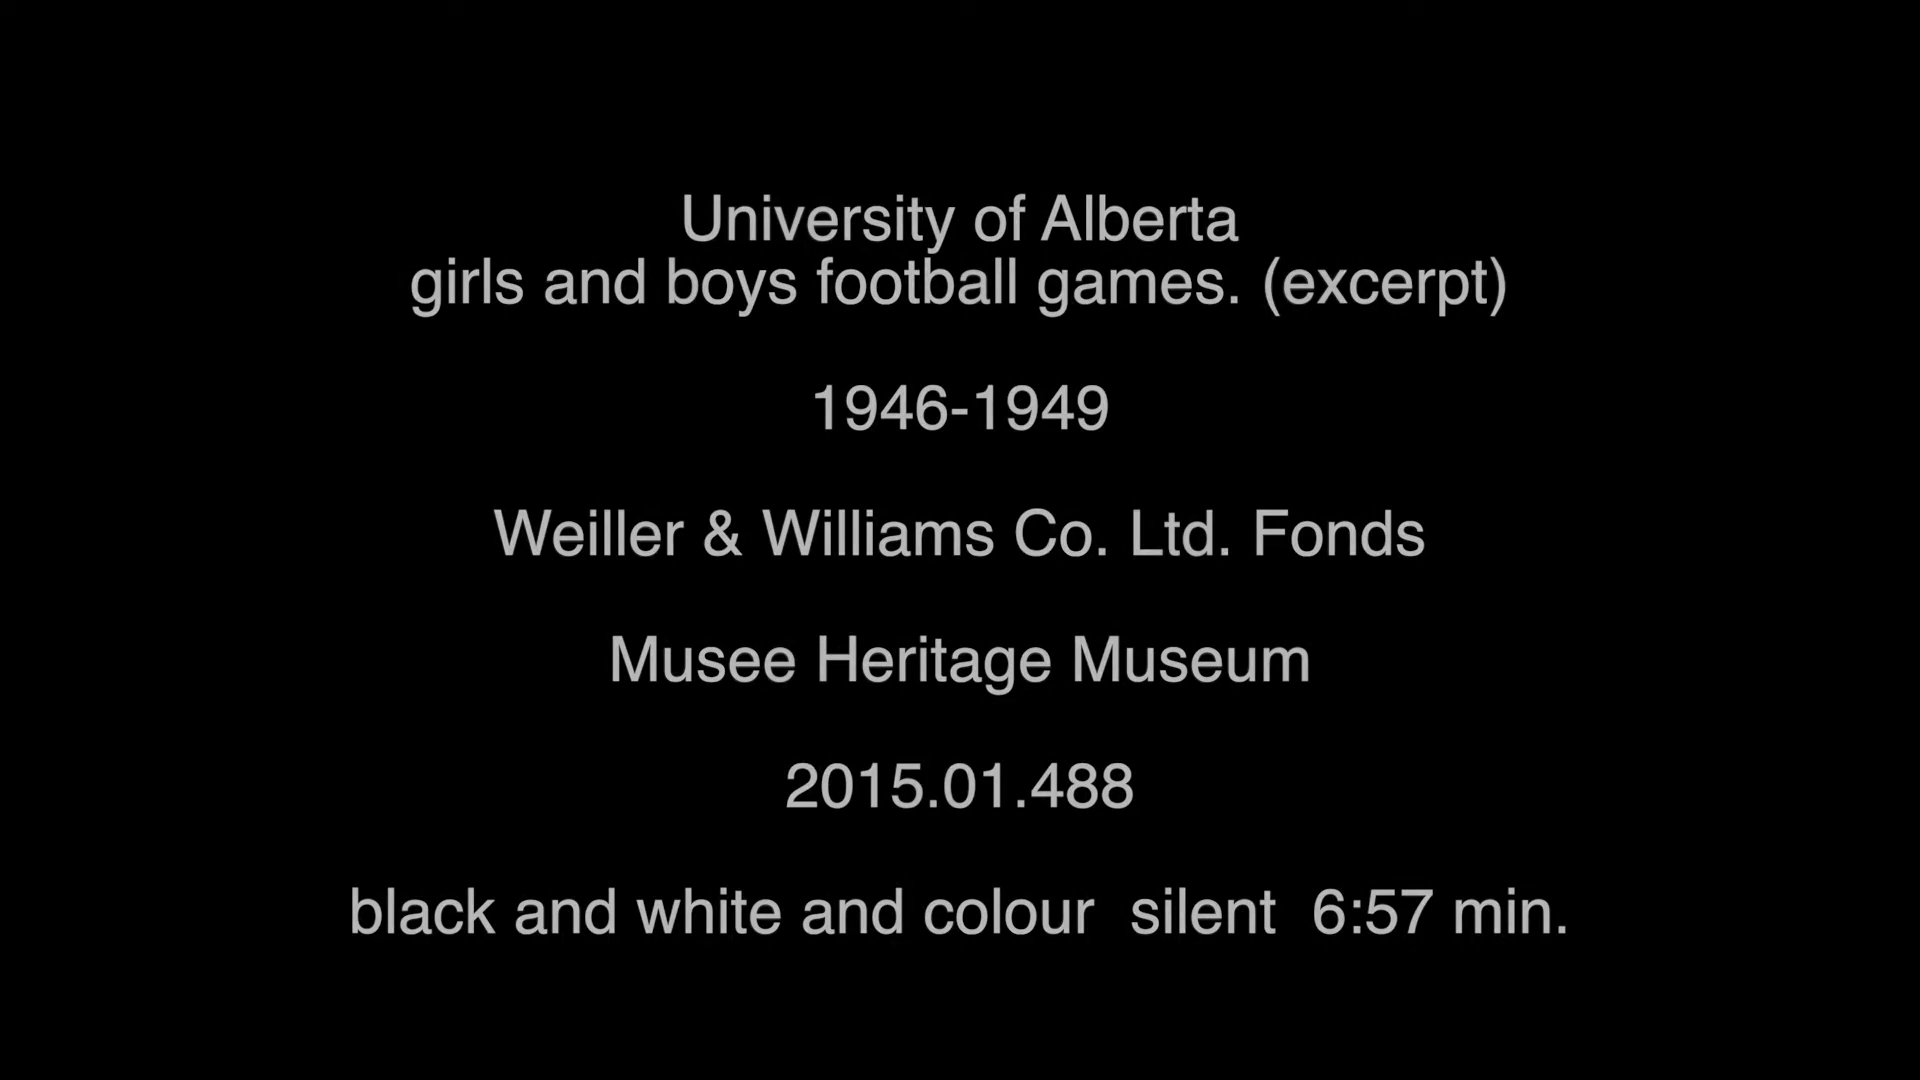 University of Alberta
girls and boys football games. (excerpt)
1946-1949
Weiller & Williams Co. Ltd. Fonds
Musee Heritage Museum
2015.01.488
black and white and colour silent 6:57 min.